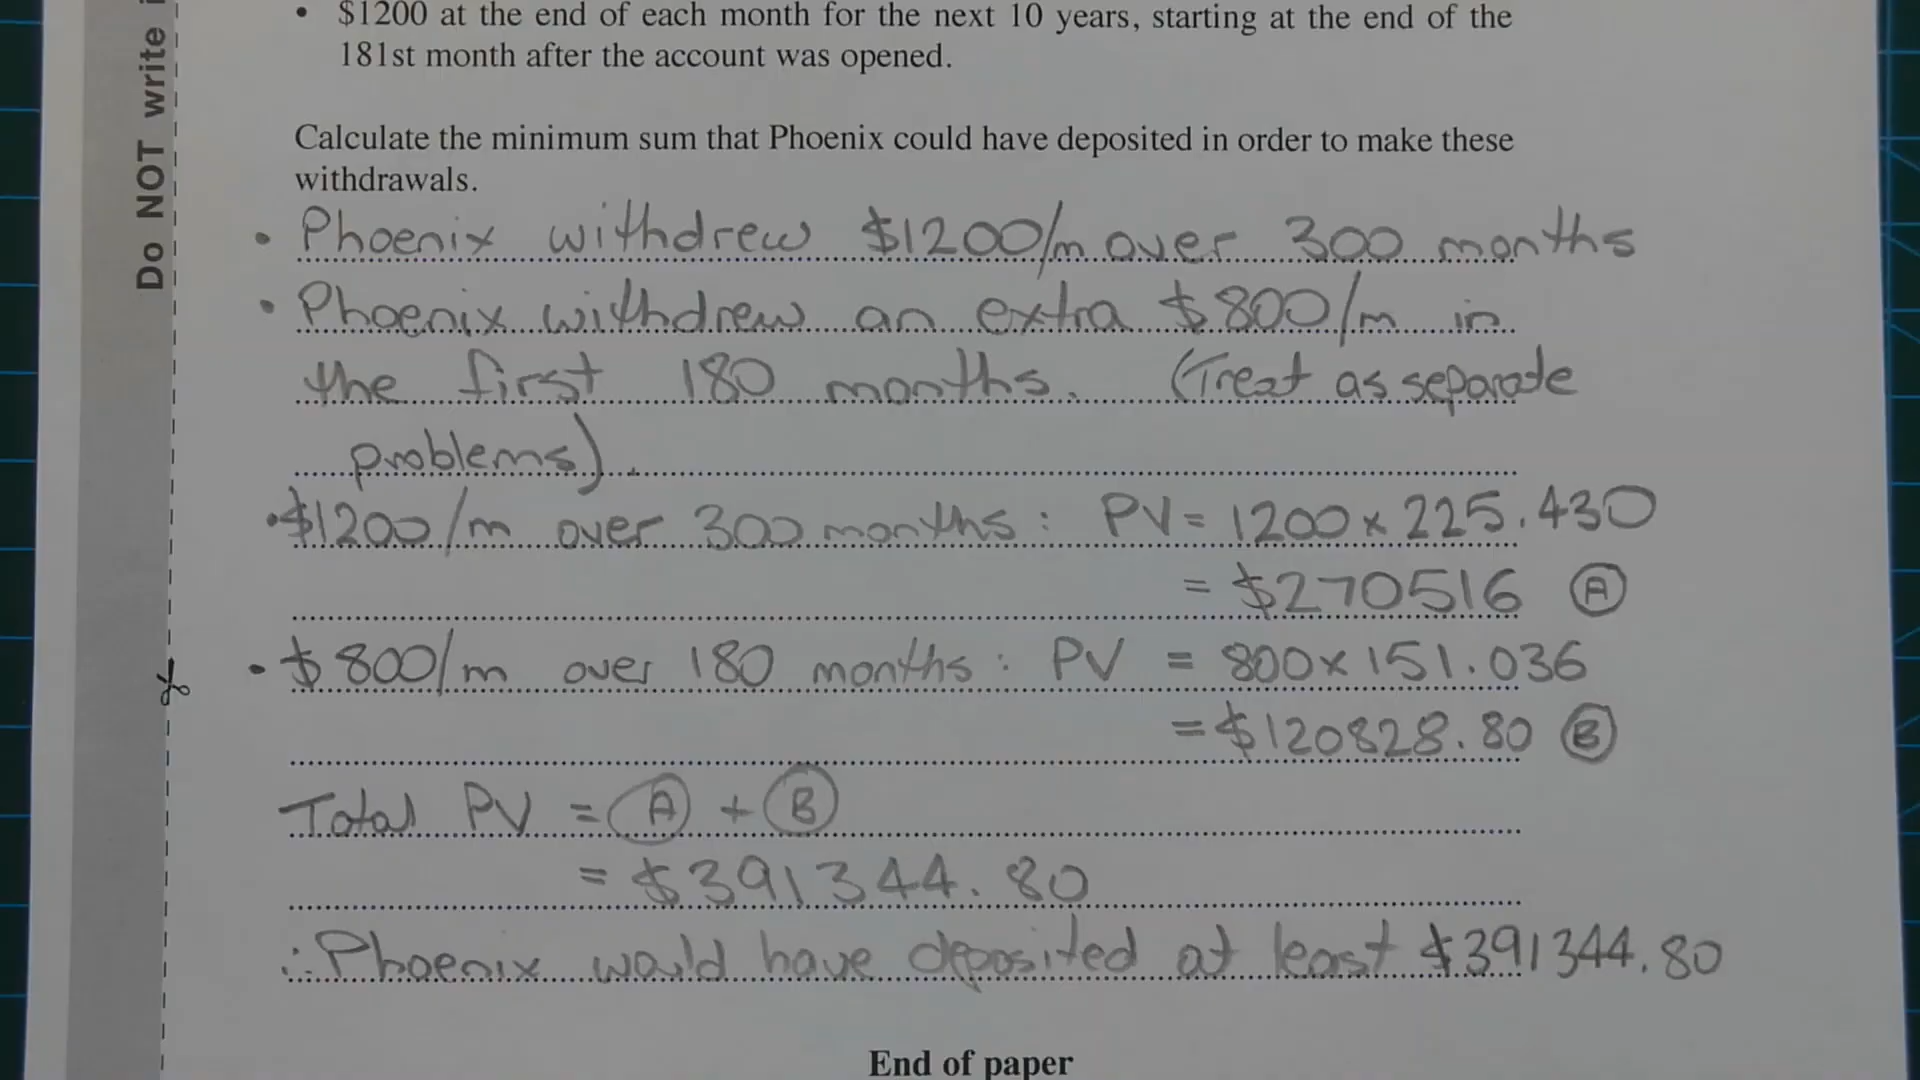 • $1200 at the end of each month for the next 10 years, starting at the end of the
181st month after the account was opened.
Do NOT write
Calculate the minimum sum that Phoenix could have deposited in order to make these
withdrawals.
• Phoenix withdrew $1200/m over 300 months
• Phoenix withdrew an extra $800/m in
the first 180 months. (Treat as separate
problems).
• $1200/m over 300 months: PV = 1200 x 225.430
= $270516 Ⓐ
• $800/m over 180 months: PV = 800 x 151.036
= $120828.80 Ⓑ
Total PV = Ⓐ + Ⓑ
= $391344.80
∴ Phoenix would have deposited at least $391344.80
End of paper